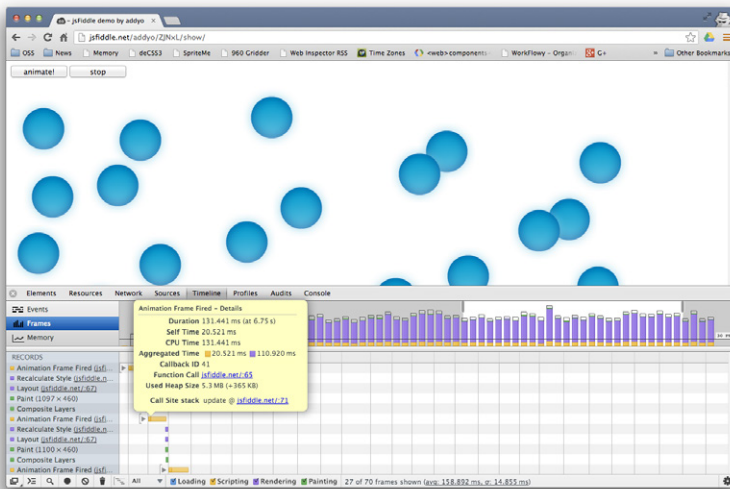 jsFiddle demo by addyo
jsfiddle.net/addyo/ZJNxL/show/
OSS News Memory deCSS3 SpriteMe 960 Gridder Web Inspector RSS Time Zones <web>components Workflowy - Organi G+ » Other Bookmarks
animate! stop
Elements Resources Network Sources Timeline Profiles Audits Console
Events
Frames
Memory
Animation Frame Fired – Details
Duration 131.441 ms (at 6.75 s)
Self Time 20.521 ms
CPU Time 131.441 ms
Aggregated Time 20.521 ms 110.920 ms
Callback ID 41
Function Call jsfiddle.net/:65
Used Heap Size 5.3 MB (+365 KB)
Call Site stack update @ jsfiddle.net/:71
RECORDS
Animation Frame Fired (jsfi...
Recalculate Style (jsfiddle.n...
Layout (jsfiddle.net/:67)
Paint (1097 × 460)
Composite Layers
Animation Frame Fired (jsfi...
Recalculate Style (jsfiddle.n...
Layout (jsfiddle.net/:67)
Paint (1100 × 460)
Composite Layers
Animation Frame Fired (jsfi...
All Loading Scripting Rendering Painting 27 of 70 frames shown (avg: 158.892 ms, σ: 14.855 ms)